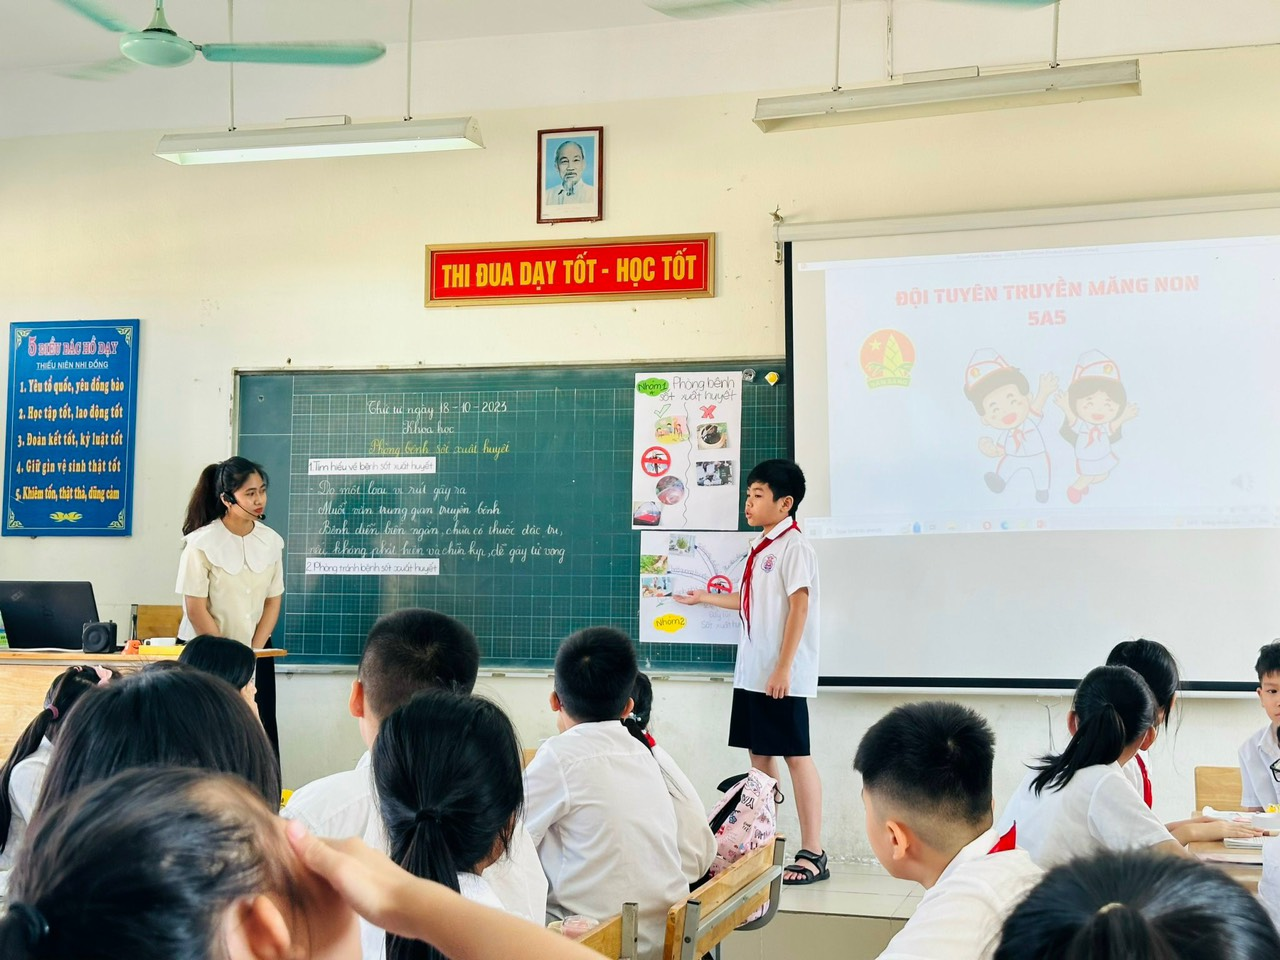 THI ĐUA DẠY TỐT - HỌC TỐT
5 ĐIỀU BÁC HỒ DẠY
THIẾU NIÊN NHI ĐỒNG
1. Yêu tổ quốc, yêu đồng bào
2. Học tập tốt, lao động tốt
3. Đoàn kết tốt, kỷ luật tốt
4. Giữ gìn vệ sinh thật tốt
5. Khiêm tốn, thật thà, dũng cảm
Thứ tư ngày 18-10-2023
Khoa học
Phòng bệnh sốt xuất huyết
1.Tìm hiểu về bệnh sốt xuất huyết
Do một loại vi rút gây ra
Muỗi vằn trung gian truyền bệnh
Bệnh diễn biến ngắn, chưa có thuốc đặc trị,
nếu không phát hiện và chữa kịp, dễ gây tử vong
2.Phòng tránh bệnh sốt xuất huyết
Nhóm 1
Phòng bệnh
sốt xuất huyết
Nhóm 2
ĐỘI TUYÊN TRUYỀN MĂNG NON
5A5